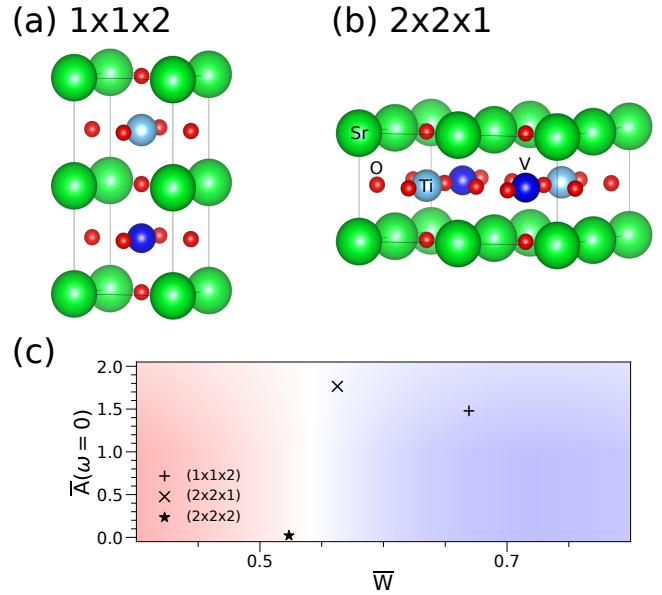 (a) 1x1x2
(b) 2x2x1
Sr
O
Ti
V
(c)
2.0
1.5
1.0
0.5
0.0
A̅(ω = 0)
(1x1x2)
(2x2x1)
(2x2x2)
0.5
0.7
W̅